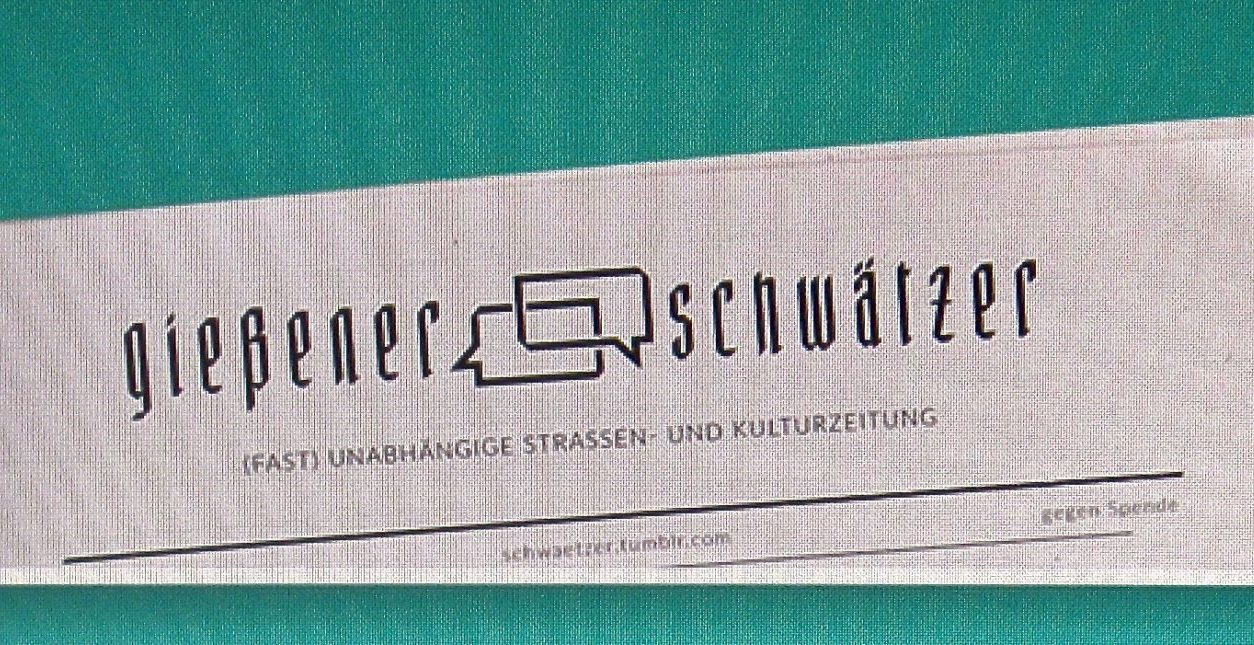 gießener schwätzer
(FAST) UNABHÄNGIGE STRASSEN- UND KULTURZEITUNG
gegen Spende
schwaetzer.tumblr.com